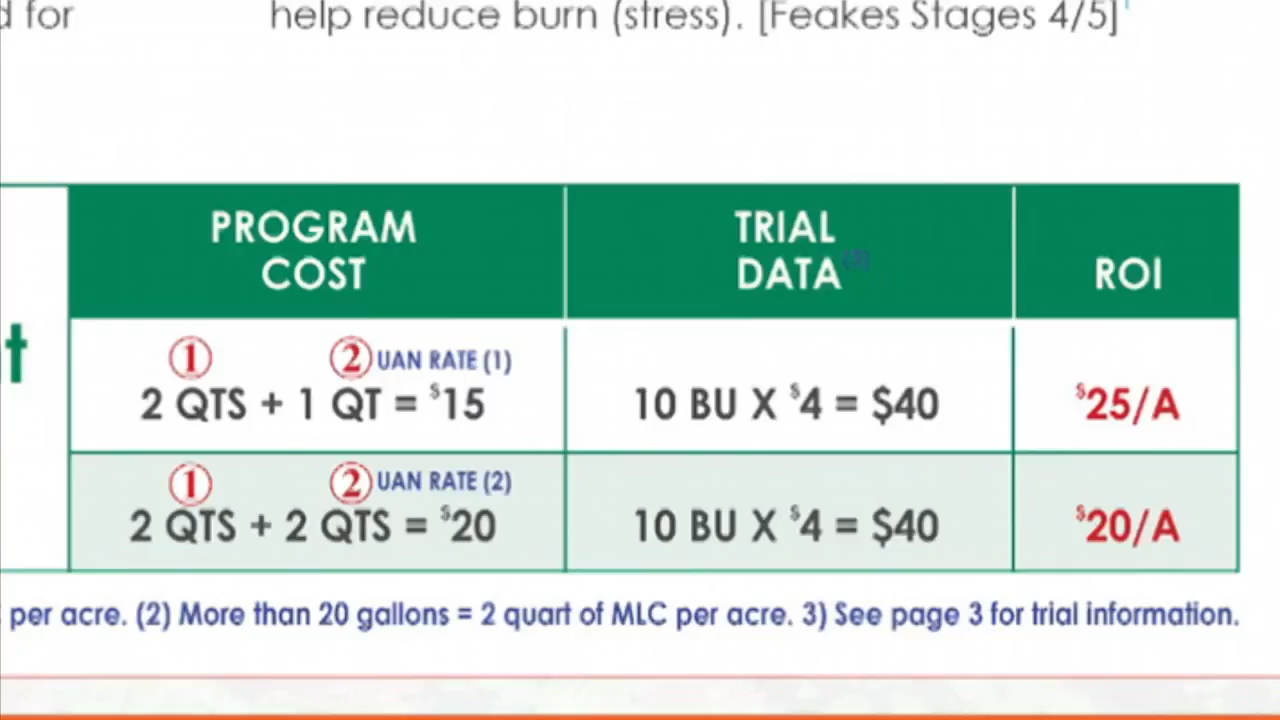 d for
help reduce burn (stress). [Feakes Stages 4/5]
PROGRAM COST
TRIAL DATA
ROI
t
① ② UAN RATE (1)
2 QTS + 1 QT = $15
10 BU X $4 = $40
$25/A
① ② UAN RATE (2)
2 QTS + 2 QTS = $20
10 BU X $4 = $40
$20/A
per acre. (2) More than 20 gallons = 2 quart of MLC per acre. 3) See page 3 for trial information.